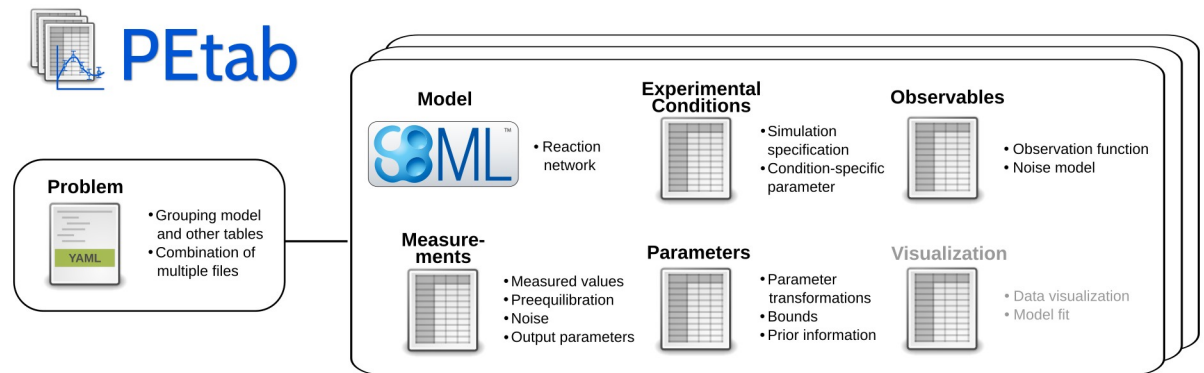 PEtab
Problem
YAML
• Grouping model
and other tables
• Combination of
multiple files
Model
SBML™
• Reaction
network
Experimental
Conditions
• Simulation
specification
• Condition-specific
parameter
Observables
• Observation function
• Noise model
Measure-
ments
• Measured values
• Preequilibration
• Noise
• Output parameters
Parameters
• Parameter
transformations
• Bounds
• Prior information
Visualization
• Data visualization
• Model fit